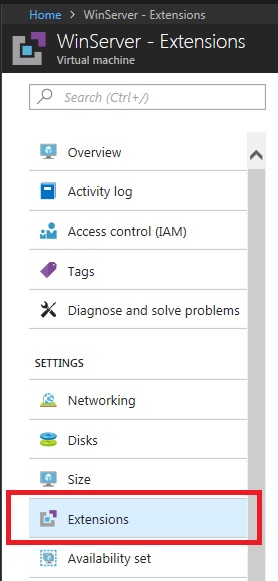 Home > WinServer - Extensions
WinServer - Extensions
Virtual machine
Search (Ctrl+/)
Overview
Activity log
Access control (IAM)
Tags
Diagnose and solve problems
SETTINGS
Networking
Disks
Size
Extensions
Availability set